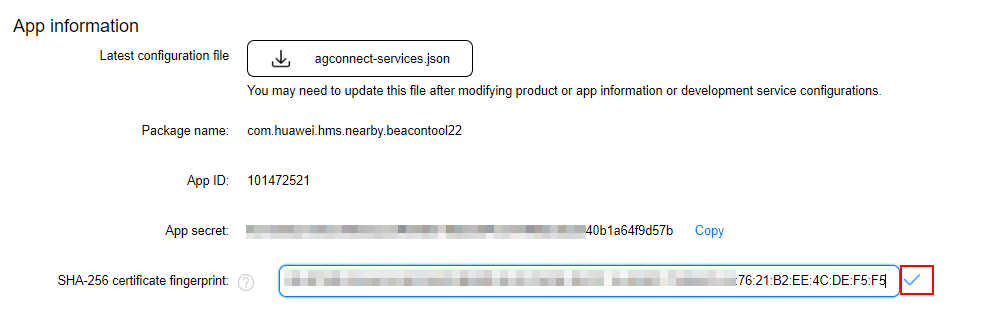 App information
Latest configuration file agconnect-services.json
You may need to update this file after modifying product or app information or development service configurations.
Package name: com.huawei.hms.nearby.beacontool22
App ID: 101472521
App secret: 40b1a64f9d57b Copy
SHA-256 certificate fingerprint: ? :76:21:B2:EE:4C:DE:F5:F5